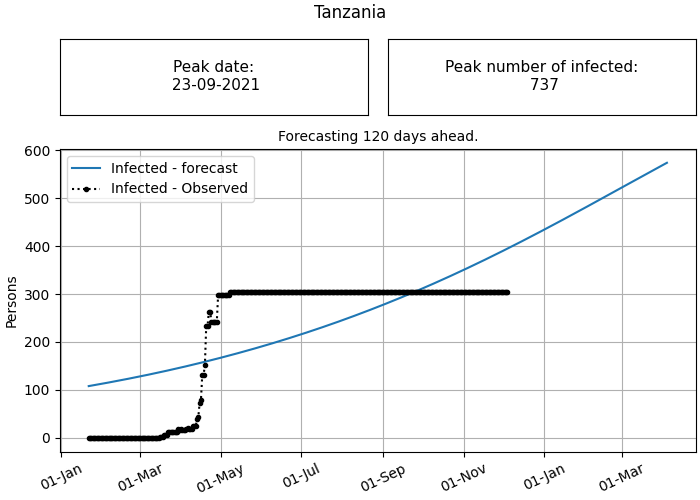 Tanzania
Peak date:
23-09-2021
Peak number of infected:
737
Forecasting 120 days ahead.
Infected - forecast
Infected - Observed
600
500
400
300
200
100
0
Persons
01-Jan
01-Mar
01-May
01-Jul
01-Sep
01-Nov
01-Jan
01-Mar